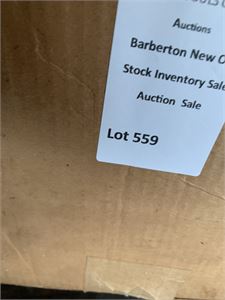 Auctions
Barberton New O
Stock Inventory Sale
Auction Sale
Lot 559